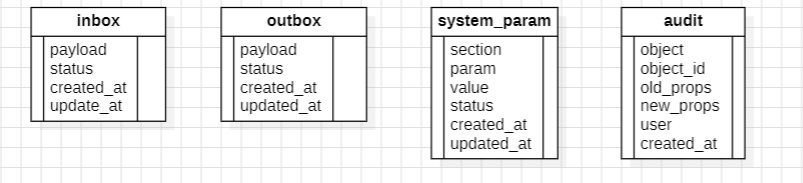 inbox
payload
status
created_at
update_at
outbox
payload
status
created_at
updated_at
system_param
section
param
value
status
created_at
updated_at
audit
object
object_id
old_props
new_props
user
created_at